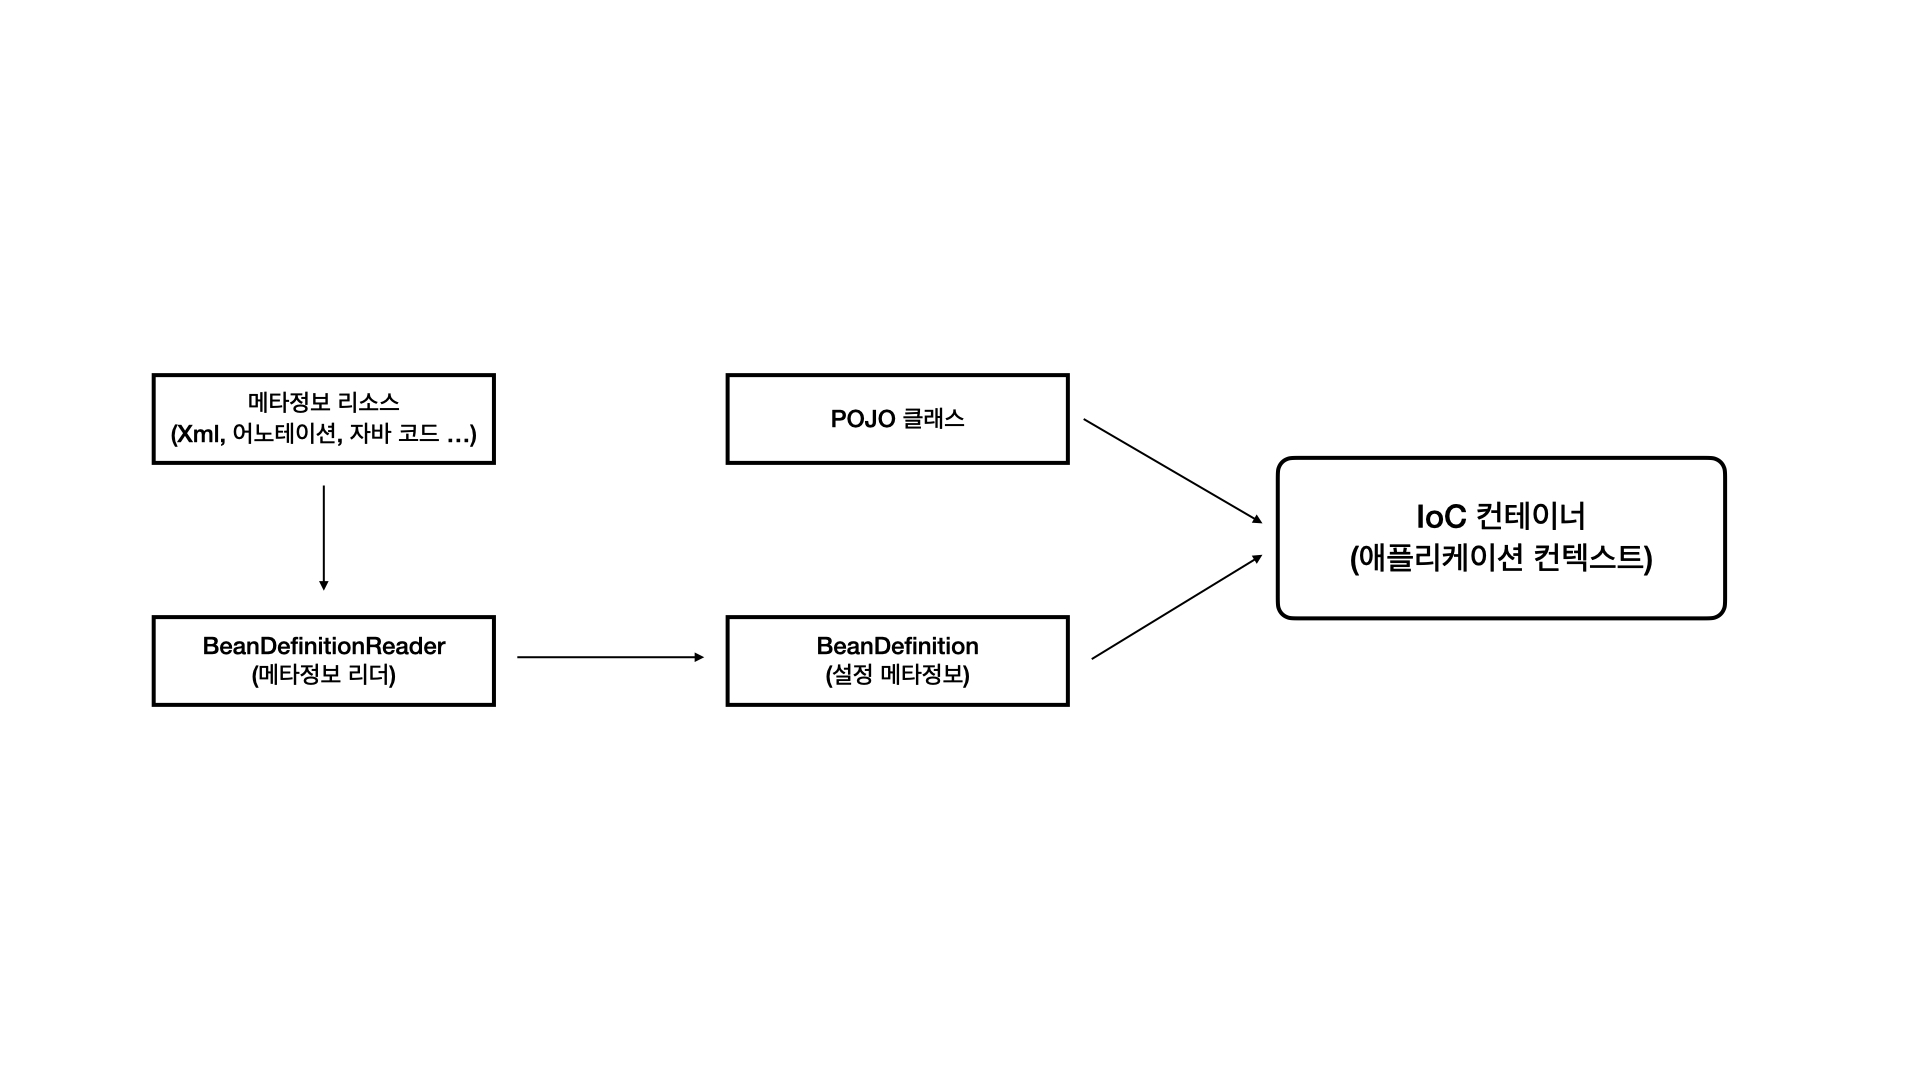 메타정보 리소스
(Xml, 어노테이션, 자바 코드 ...)
BeanDefinitionReader
(메타정보 리더)
POJO 클래스
BeanDefinition
(설정 메타정보)
IoC 컨테이너
(애플리케이션 컨텍스트)